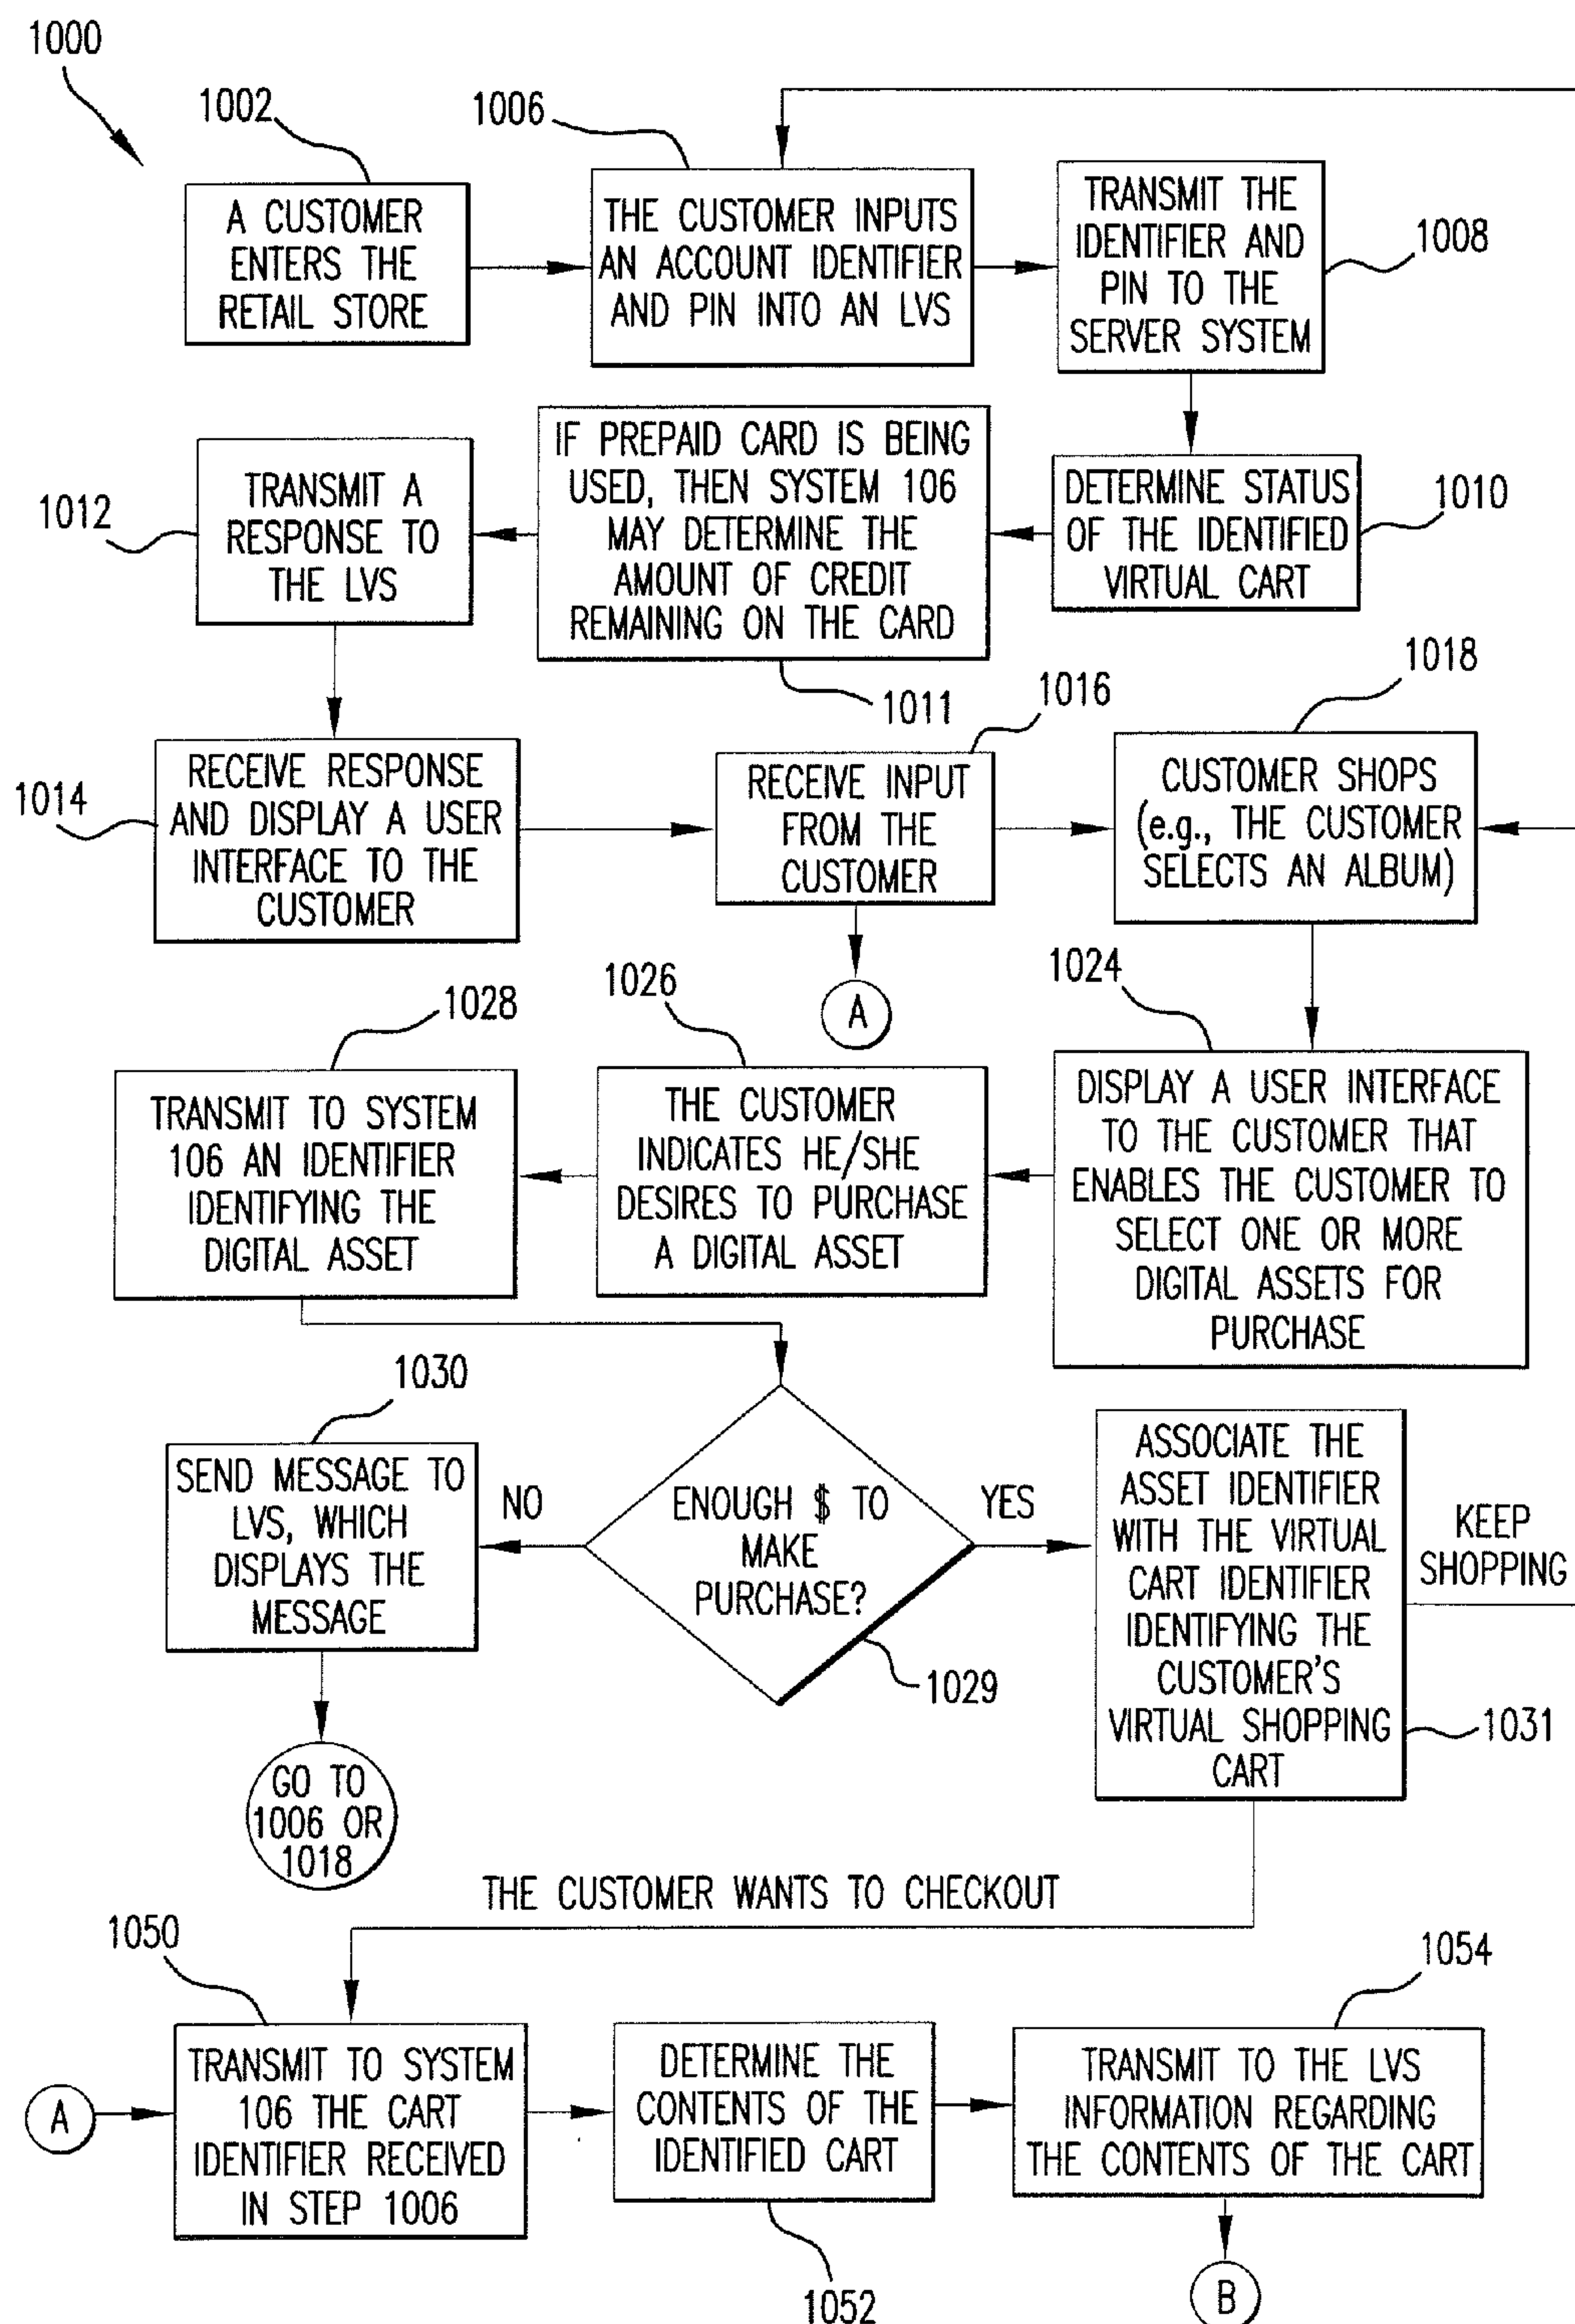 1000
1002
1006
A CUSTOMER
ENTERS THE
RETAIL STORE
THE CUSTOMER INPUTS
AN ACCOUNT IDENTIFIER
AND PIN INTO AN LVS
TRANSMIT THE
IDENTIFIER AND
PIN TO THE
SERVER SYSTEM
1008
1012
TRANSMIT A
RESPONSE TO
THE LVS
IF PREPAID CARD IS BEING
USED, THEN SYSTEM 106
MAY DETERMINE THE
AMOUNT OF CREDIT
REMAINING ON THE CARD
1011
DETERMINE STATUS
OF THE IDENTIFIED
VIRTUAL CART
1010
1014
RECEIVE RESPONSE
AND DISPLAY A USER
INTERFACE TO THE
CUSTOMER
1016
RECEIVE INPUT
FROM THE
CUSTOMER
A
1018
CUSTOMER SHOPS
(e.g., THE CUSTOMER
SELECTS AN ALBUM)
1028
TRANSMIT TO SYSTEM
106 AN IDENTIFIER
IDENTIFYING THE
DIGITAL ASSET
1026
THE CUSTOMER
INDICATES HE/SHE
DESIRES TO PURCHASE
A DIGITAL ASSET
1024
DISPLAY A USER INTERFACE
TO THE CUSTOMER THAT
ENABLES THE CUSTOMER TO
SELECT ONE OR MORE
DIGITAL ASSETS FOR
PURCHASE
1030
SEND MESSAGE TO
LVS, WHICH
DISPLAYS THE
MESSAGE
NO
ENOUGH $ TO
MAKE
PURCHASE?
1029
YES
ASSOCIATE THE
ASSET IDENTIFIER
WITH THE VIRTUAL
CART IDENTIFIER
IDENTIFYING THE
CUSTOMER'S
VIRTUAL SHOPPING
CART
KEEP
SHOPPING
1031
GO TO
1006 OR
1018
THE CUSTOMER WANTS TO CHECKOUT
1050
A
TRANSMIT TO SYSTEM
106 THE CART
IDENTIFIER RECEIVED
IN STEP 1006
DETERMINE THE
CONTENTS OF THE
IDENTIFIED CART
1052
1054
TRANSMIT TO THE LVS
INFORMATION REGARDING
THE CONTENTS OF THE CART
B